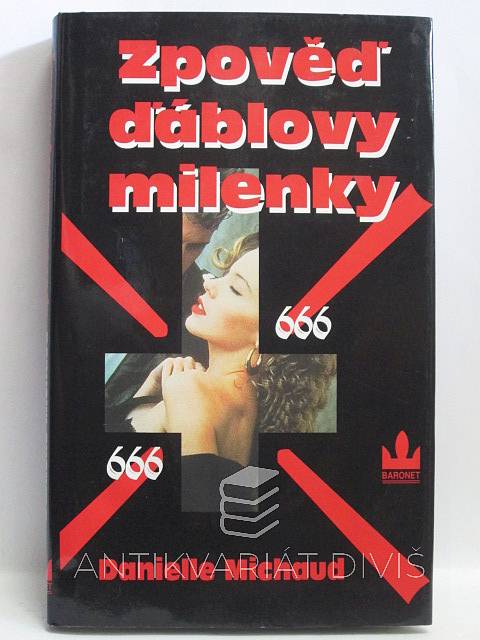 Zpověď
ďáblovy
milenky
666
666
BARONET
Danielle Michaud
ANTIKVARIÁT DIVIŠ